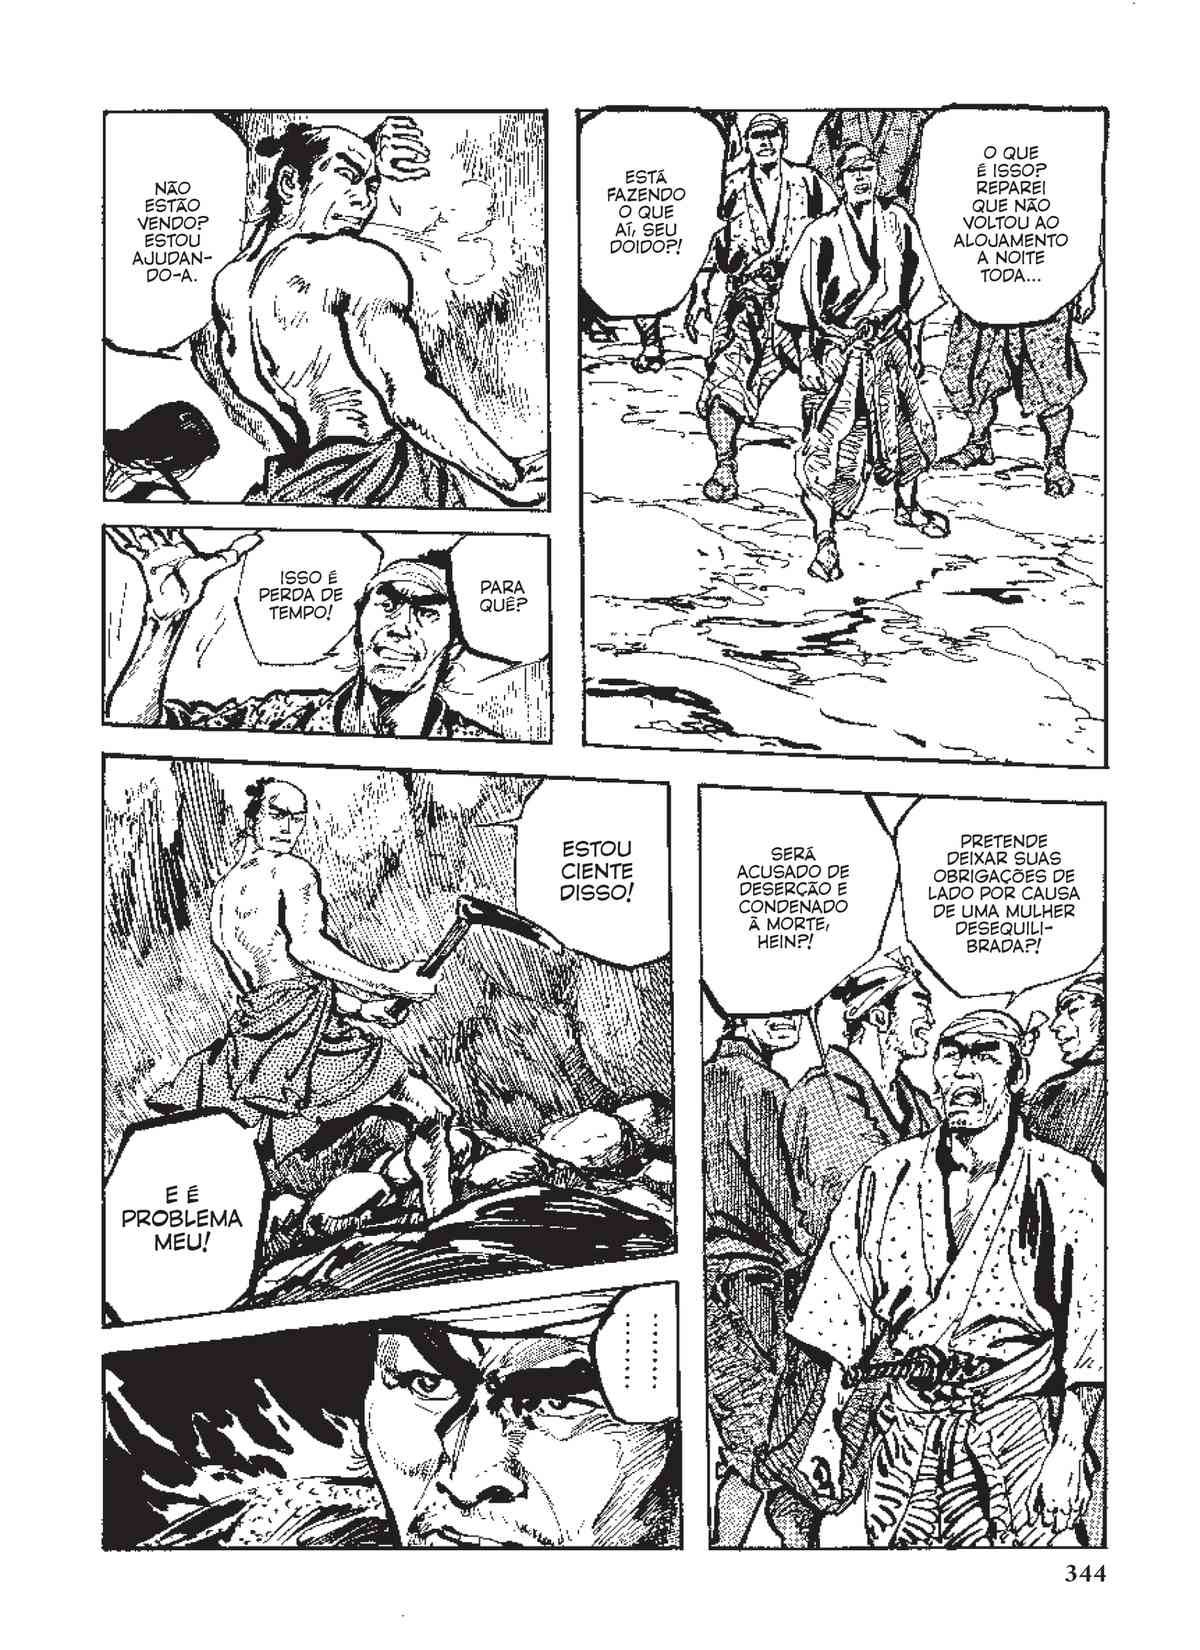 O QUE
É ISSO?
REPAREI
QUE NÃO
VOLTOU AO
ALOJAMENTO
A NOITE
TODA...
ESTÁ
FAZENDO
O QUE
AÍ, SEU
DOIDO?!
NÃO
ESTÃO
VENDO?
ESTOU
AJUDAN-
DO-A.
PARA
QUÊ?
ISSO É
PERDA DE
TEMPO!
PRETENDE
DEIXAR SUAS
OBRIGAÇÕES DE
LADO POR CAUSA
DE UMA MULHER
DESEQUILI-
BRADA?!
SERÁ
ACUSADO DE
DESERÇÃO E
CONDENADO
À MORTE,
HEIN?!
ESTOU
CIENTE
DISSO!
E É
PROBLEMA
MEU!
........
........
344